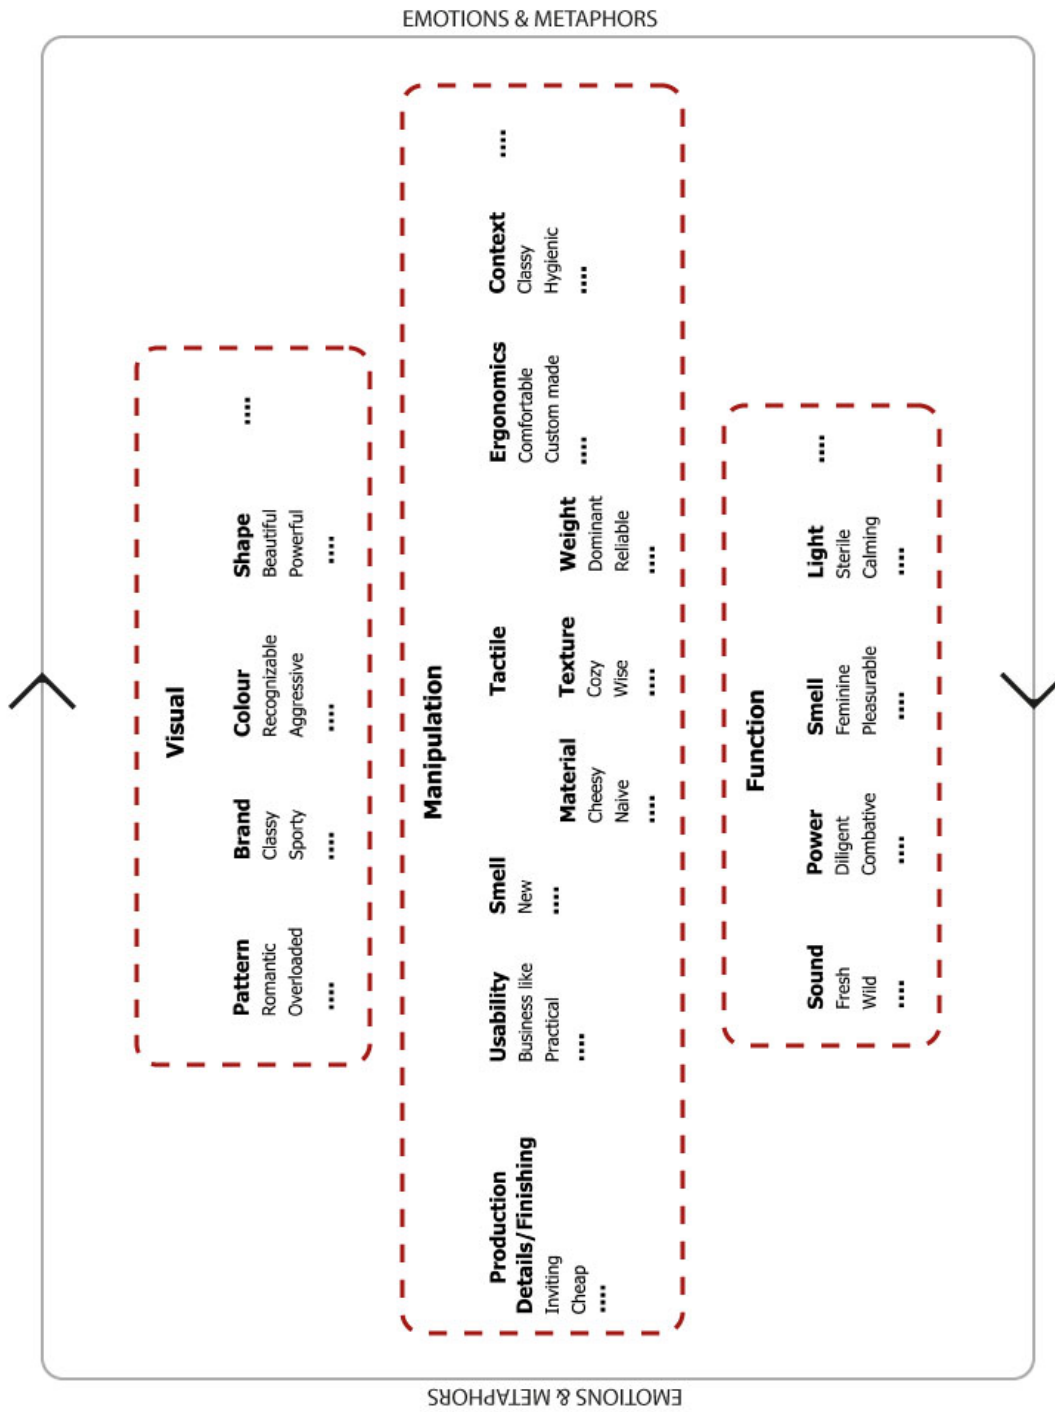 EMOTIONS & METAPHORS
Visual
Pattern
Romantic
Overloaded
....
Brand
Classy
Sporty
....
Colour
Recognizable
Aggressive
....
Shape
Beautiful
Powerful
....
....
Manipulation
Production
Details/Finishing
Inviting
Cheap
....
Usability
Business like
Practical
....
Smell
New
....
Tactile
Material
Cheesy
Naive
....
Texture
Cozy
Wise
....
Weight
Dominant
Reliable
....
Ergonomics
Comfortable
Custom made
....
Context
Classy
Hygienic
....
....
Function
Sound
Fresh
Wild
....
Power
Diligent
Combative
....
Smell
Feminine
Pleasurable
....
Light
Sterile
Calming
....
....
EMOTIONS & METAPHORS